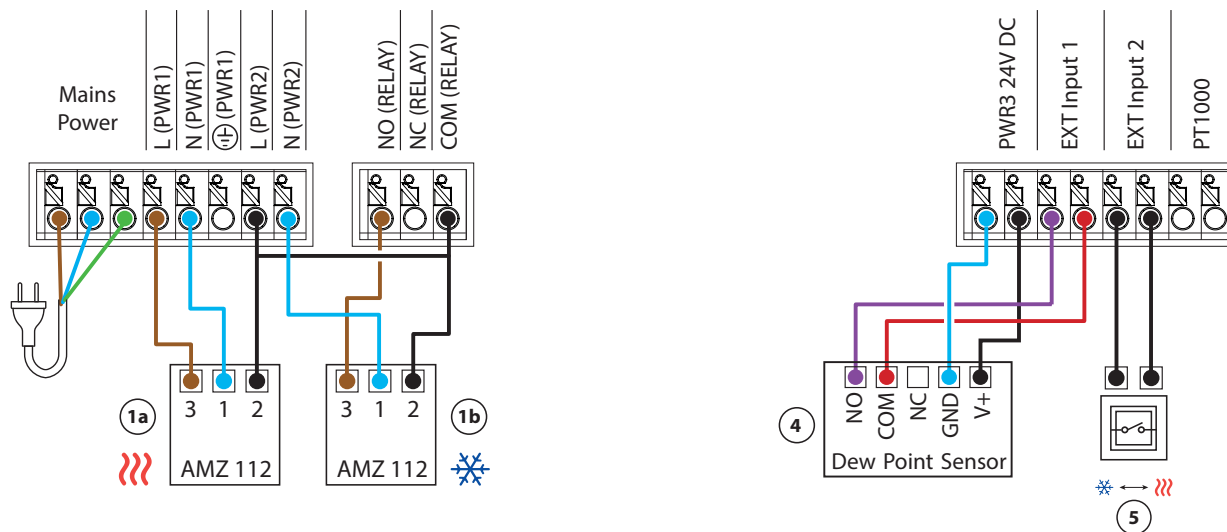 Mains
Power
L (PWR1)
N (PWR1)
(PWR1)
L (PWR2)
N (PWR2)
NO (RELAY)
NC (RELAY)
COM (RELAY)
PWR3 24V DC
EXT Input 1
EXT Input 2
PT1000
3 1 2
AMZ 112
1a
3 1 2
AMZ 112
1b
4
NO
COM
NC
GND
V+
Dew Point Sensor
5